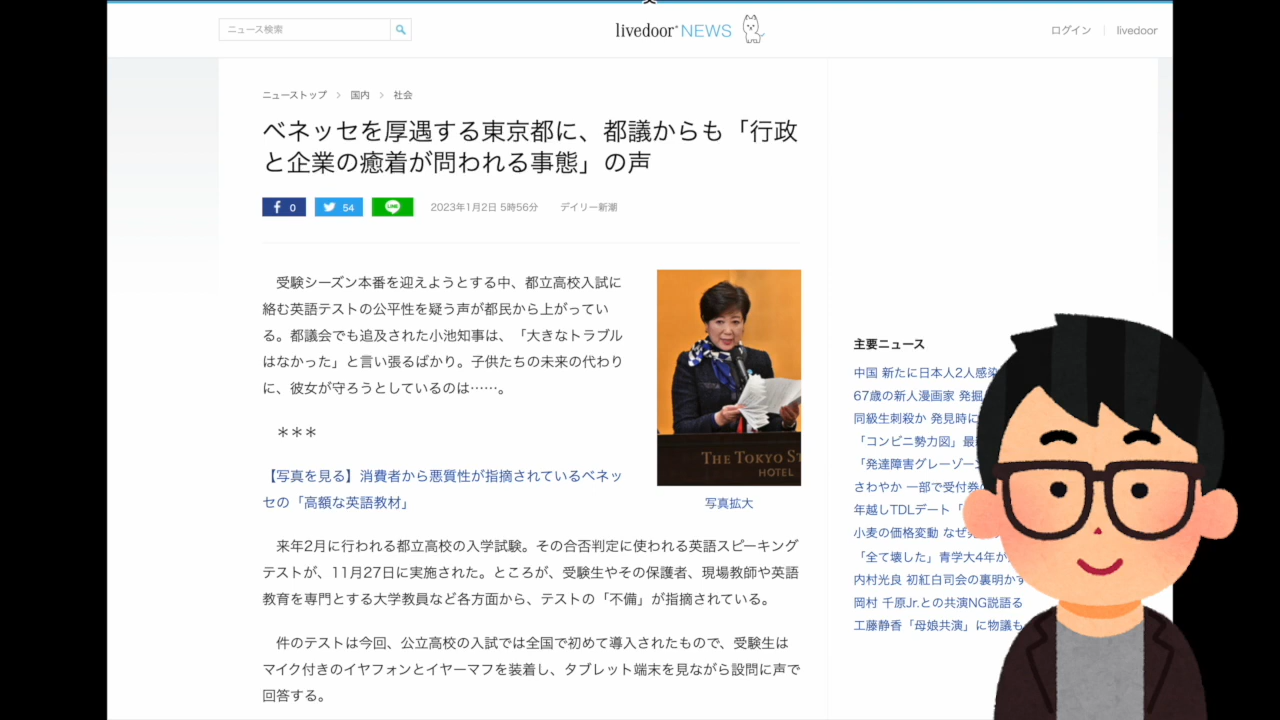 ニュース検索
livedoor NEWS
ログイン
livedoor
ニューストップ > 国内 > 社会
ベネッセを厚遇する東京都に、都議からも「行政
と企業の癒着が問われる事態」の声
0
54
LINE
2023年1月2日 5時56分
デイリー新潮
受験シーズン本番を迎えようとする中、都立高校入試に
絡む英語テストの公平性を疑う声が都民から上がってい
る。都議会でも追及された小池知事は、「大きなトラブル
はなかった」と言い張るばかり。子供たちの未来の代わり
に、彼女が守ろうとしているのは……。
＊＊＊
【写真を見る】消費者から悪質性が指摘されているベネッ
セの「高額な英語教材」
THE TOKYO ST
HOTEL
写真拡大
来年2月に行われる都立高校の入学試験。その合否判定に使われる英語スピーキング
テストが、11月27日に実施された。ところが、受験生やその保護者、現場教師や英語
教育を専門とする大学教員など各方面から、テストの「不備」が指摘されている。
件のテストは今回、公立高校の入試では全国で初めて導入されたもので、受験生は
マイク付きのイヤフォンとイヤーマフを装着し、タブレット端末を見ながら設問に声で
回答する。
主要ニュース
中国 新たに日本人2人感染
67歳の新人漫画家 発掘
同級生刺殺か 発見時に
「コンビニ勢力図」最
「発達障害グレーゾーン
さわやか 一部で受付券
年越しTDLデート「
小麦の価格変動 なぜ
「全て壊した」青学大4年が
内村光良 初紅白司会の裏明かす
岡村 千原Jr.との共演NG説語る
工藤静香「母娘共演」に物議も